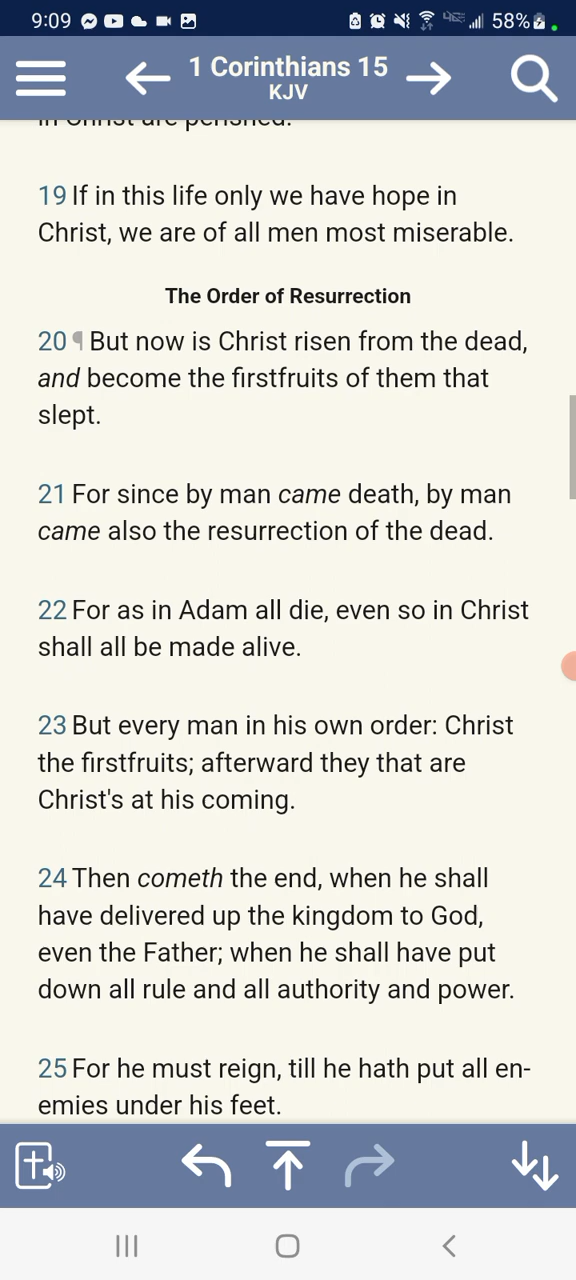 9:09
58%
1 Corinthians 15
KJV
in Christ are perished.
19 If in this life only we have hope in
Christ, we are of all men most miserable.
The Order of Resurrection
20 ¶ But now is Christ risen from the dead,
and become the firstfruits of them that
slept.
21 For since by man came death, by man
came also the resurrection of the dead.
22 For as in Adam all die, even so in Christ
shall all be made alive.
23 But every man in his own order: Christ
the firstfruits; afterward they that are
Christ's at his coming.
24 Then cometh the end, when he shall
have delivered up the kingdom to God,
even the Father; when he shall have put
down all rule and all authority and power.
25 For he must reign, till he hath put all en-
emies under his feet.